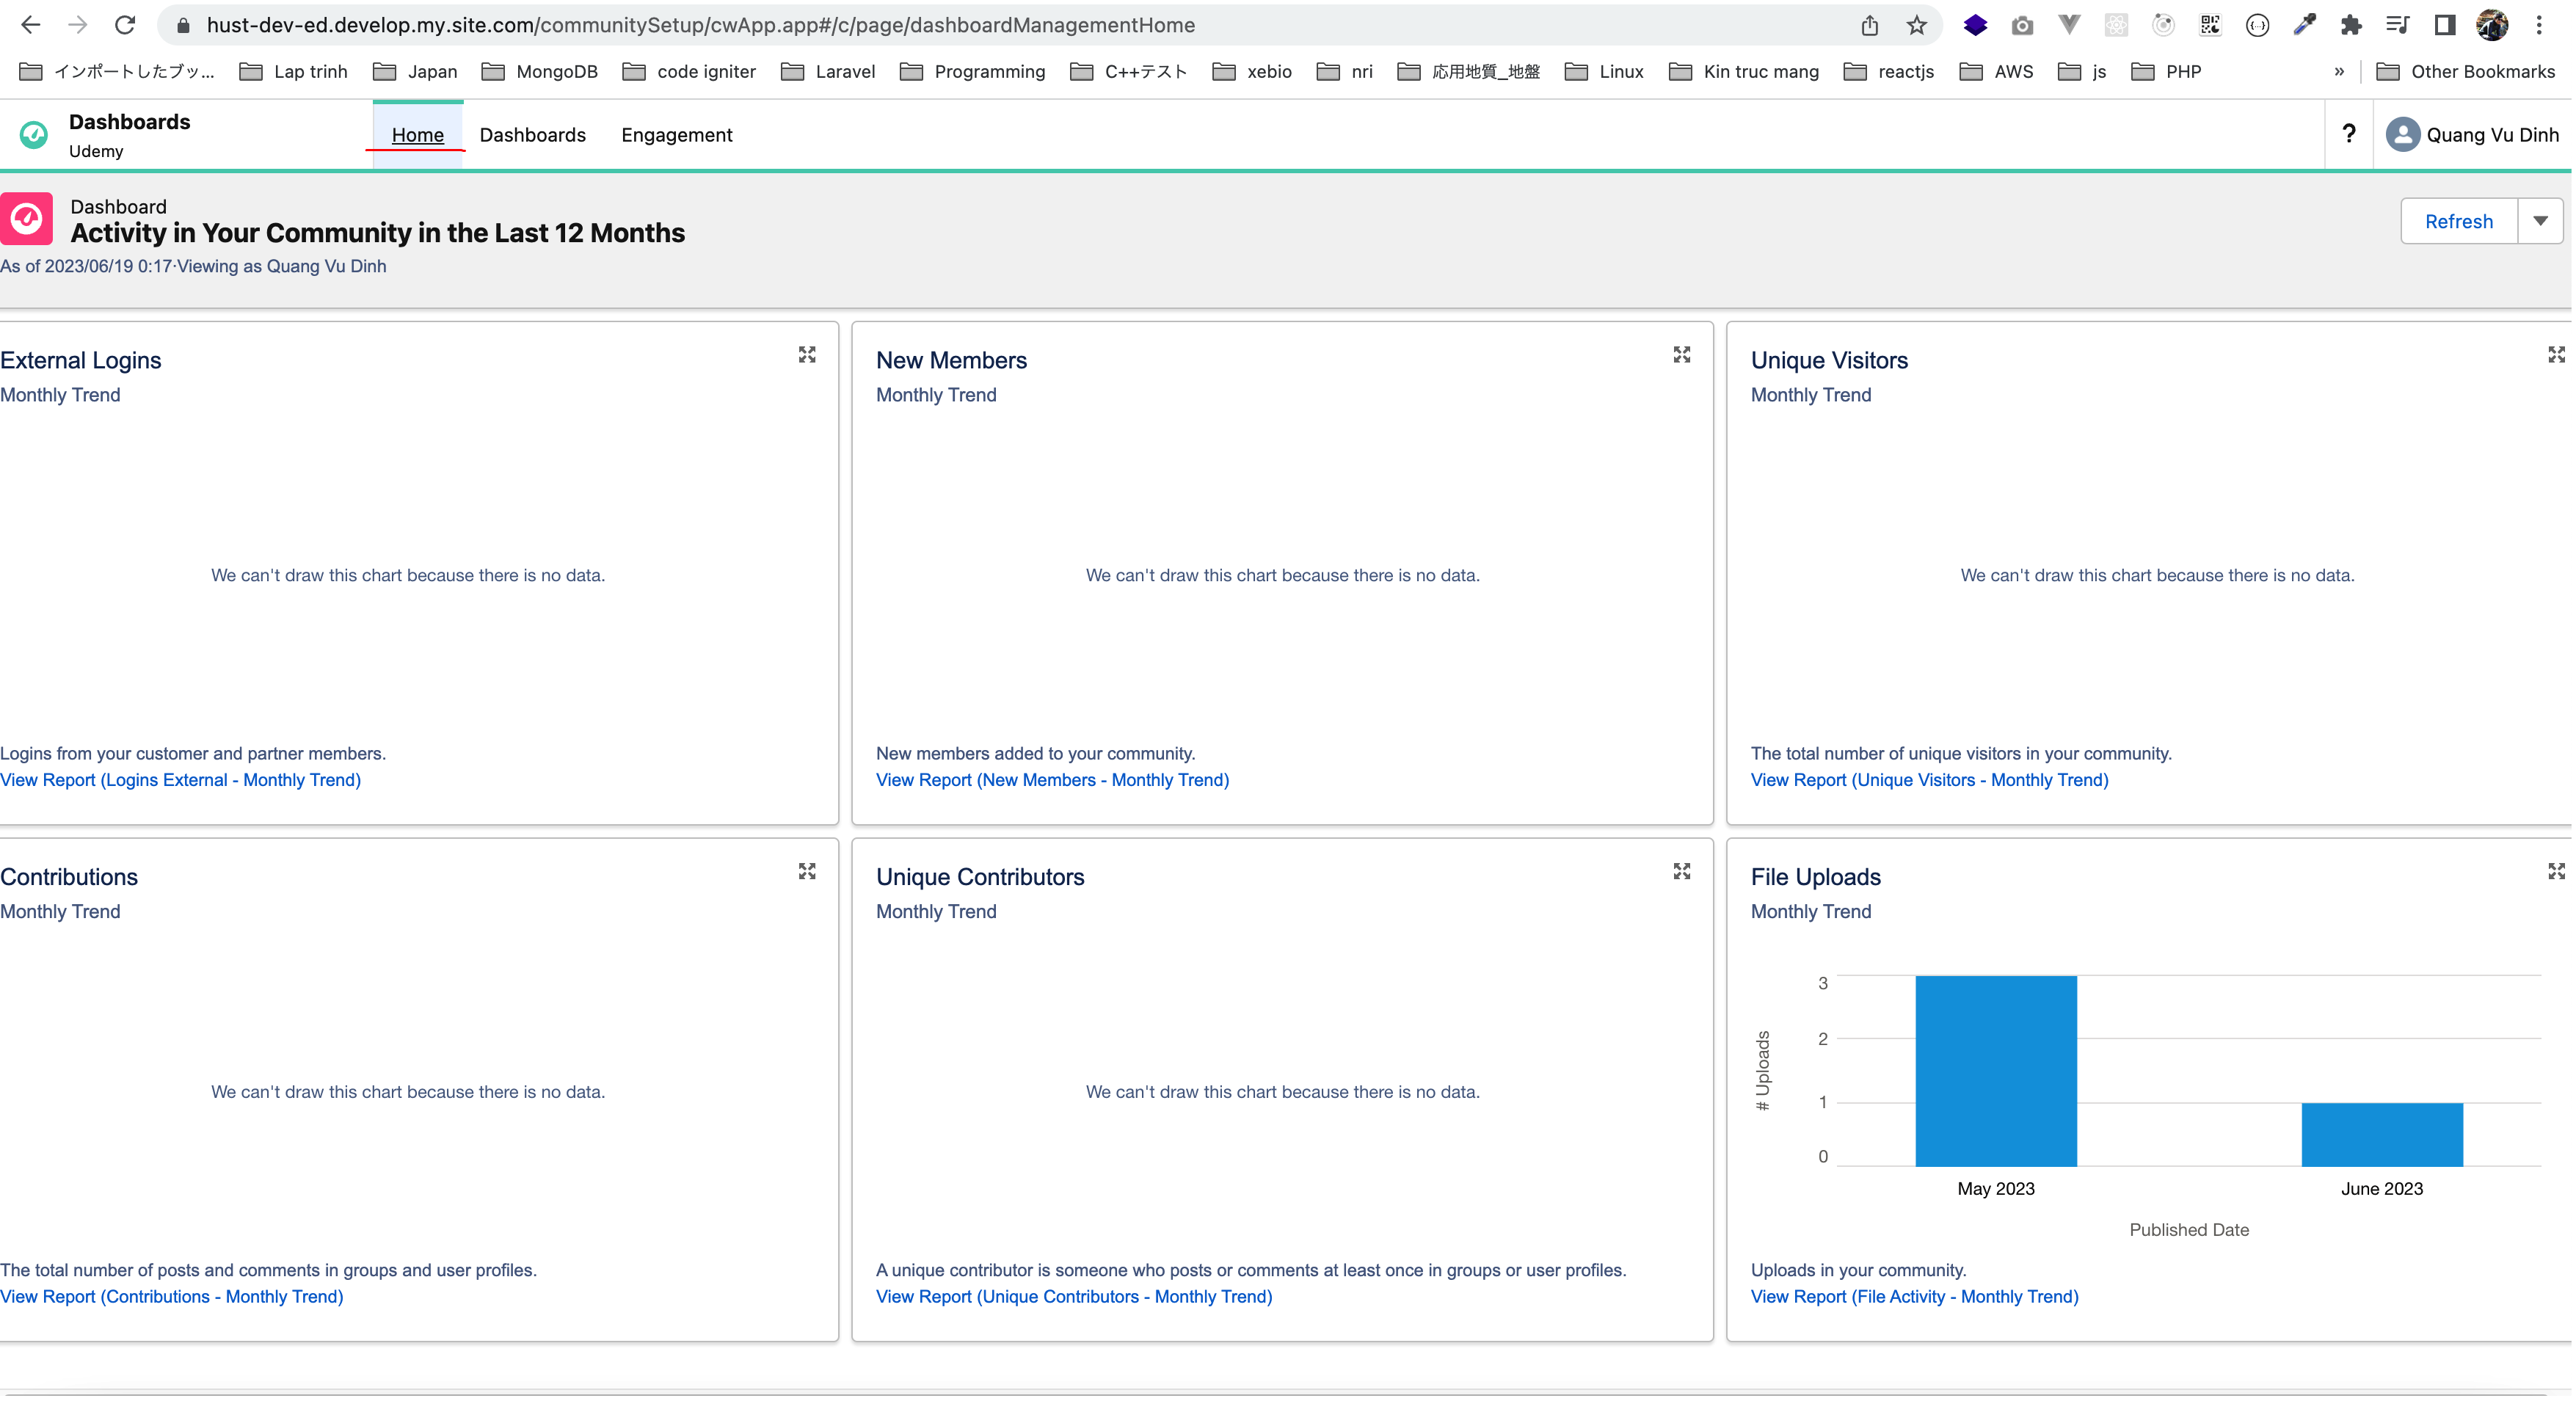 hust-dev-ed.develop.my.site.com/communitySetup/cwApp.app#/c/page/dashboardManagementHome
インポートしたブッ... Lap trinh Japan MongoDB code igniter Laravel Programming C++テスト xebio nri 応用地質_地盤 Linux Kin truc mang reactjs AWS js PHP » Other Bookmarks
Dashboards
Udemy
Home Dashboards Engagement
? Quang Vu Dinh
Dashboard
Activity in Your Community in the Last 12 Months
As of 2023/06/19 0:17·Viewing as Quang Vu Dinh
Refresh
External Logins
Monthly Trend
We can't draw this chart because there is no data.
Logins from your customer and partner members.
View Report (Logins External - Monthly Trend)
New Members
Monthly Trend
We can't draw this chart because there is no data.
New members added to your community.
View Report (New Members - Monthly Trend)
Unique Visitors
Monthly Trend
We can't draw this chart because there is no data.
The total number of unique visitors in your community.
View Report (Unique Visitors - Monthly Trend)
Contributions
Monthly Trend
We can't draw this chart because there is no data.
The total number of posts and comments in groups and user profiles.
View Report (Contributions - Monthly Trend)
Unique Contributors
Monthly Trend
We can't draw this chart because there is no data.
A unique contributor is someone who posts or comments at least once in groups or user profiles.
View Report (Unique Contributors - Monthly Trend)
File Uploads
Monthly Trend
# Uploads
3
2
1
0
May 2023 June 2023
Published Date
Uploads in your community.
View Report (File Activity - Monthly Trend)